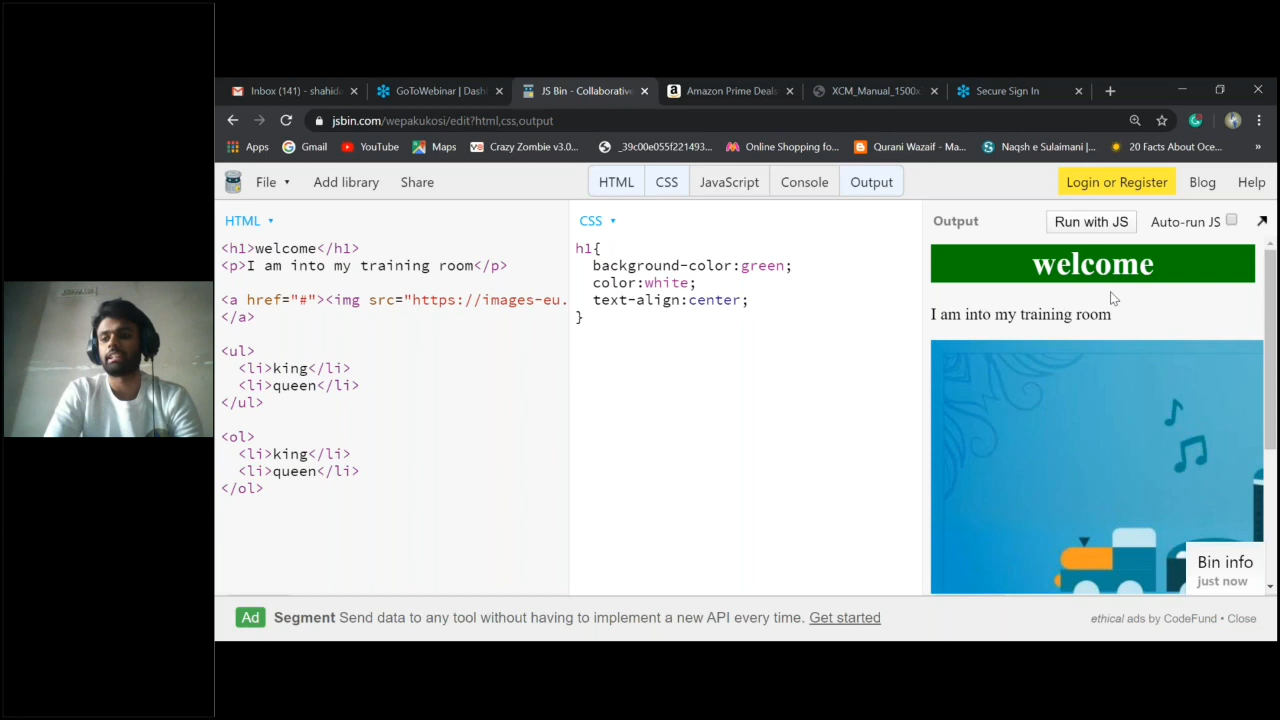 Inbox (141) - shahida
GoToWebinar | Dash
JS Bin - Collaborative
Amazon Prime Deals
XCM_Manual_1500x
Secure Sign In
jsbin.com/wepakukosi/edit?html,css,output
Apps
Gmail
YouTube
Maps
Crazy Zombie v3.0...
_39c00e055f221493...
Online Shopping fo...
Qurani Wazaif - Ma...
Naqsh e Sulaimani |...
20 Facts About Oce...
»
File
Add library
Share
HTML
CSS
JavaScript
Console
Output
Login or Register
Blog
Help
HTML
<h1>welcome</h1>
<p>I am into my training room</p>
<a href="#"><img src="https://images-eu.
</a>
<ul>
<li>king</li>
<li>queen</li>
</ul>
<ol>
<li>king</li>
<li>queen</li>
</ol>
CSS
h1{
background-color:green;
color:white;
text-align:center;
}
Output
Run with JS
Auto-run JS
welcome
I am into my training room
Bin info
just now
Ad
Segment Send data to any tool without having to implement a new API every time. Get started
ethical ads by CodeFund • Close